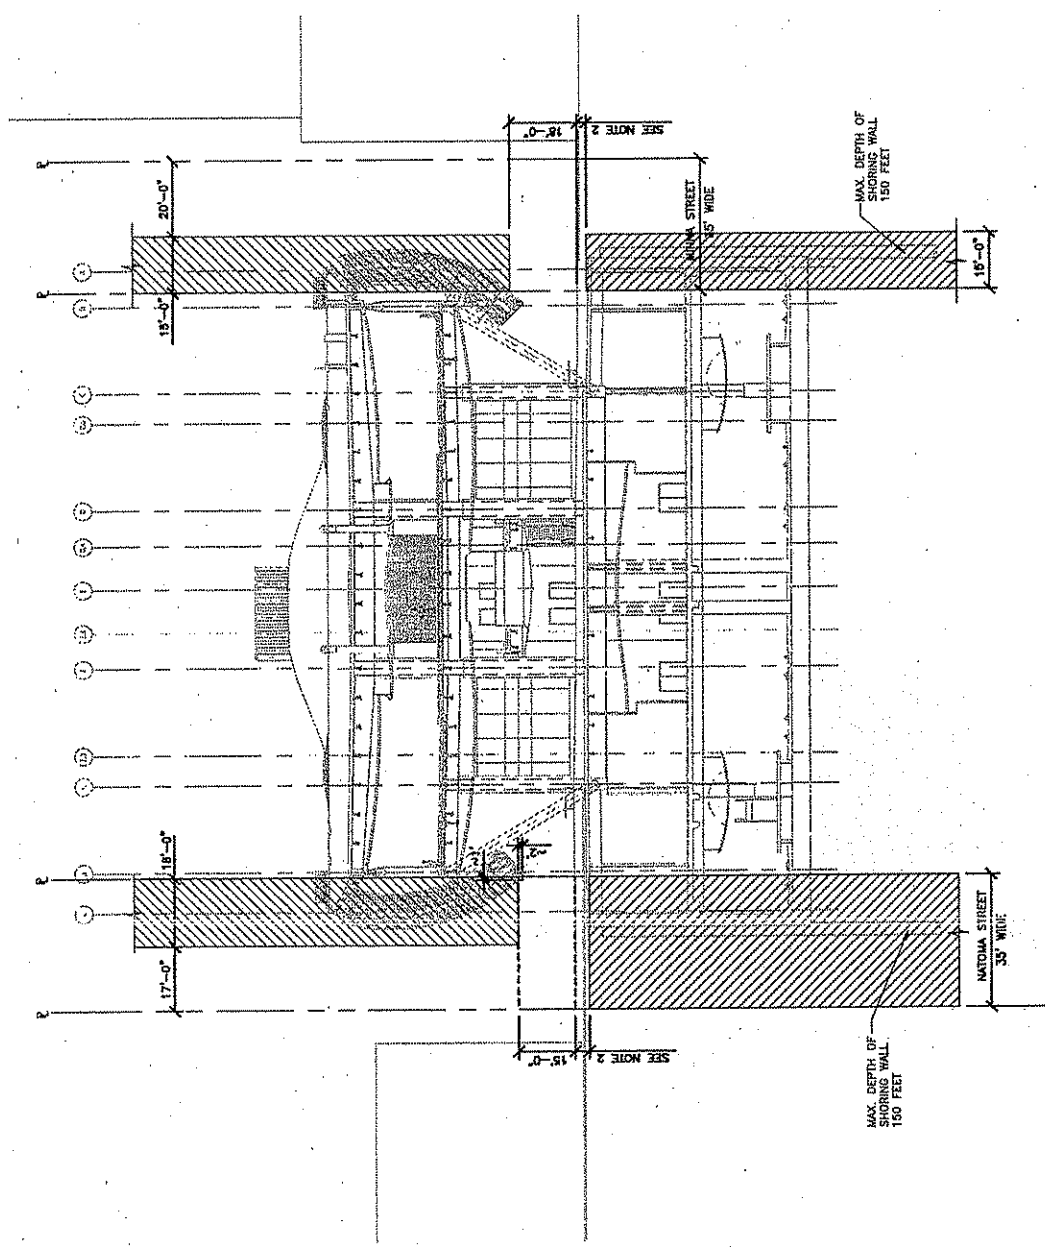 18'-0"
SEE NOTE 2
20'-0"
15'-0"
MINNA STREET
35' WIDE
MAX. DEPTH OF
SHORING WALL
150 FEET
15'-0"
18'-0"
17'-0"
~2'
15'-0"
SEE NOTE 2
NATOMA STREET
35' WIDE
MAX. DEPTH OF
SHORING WALL
150 FEET